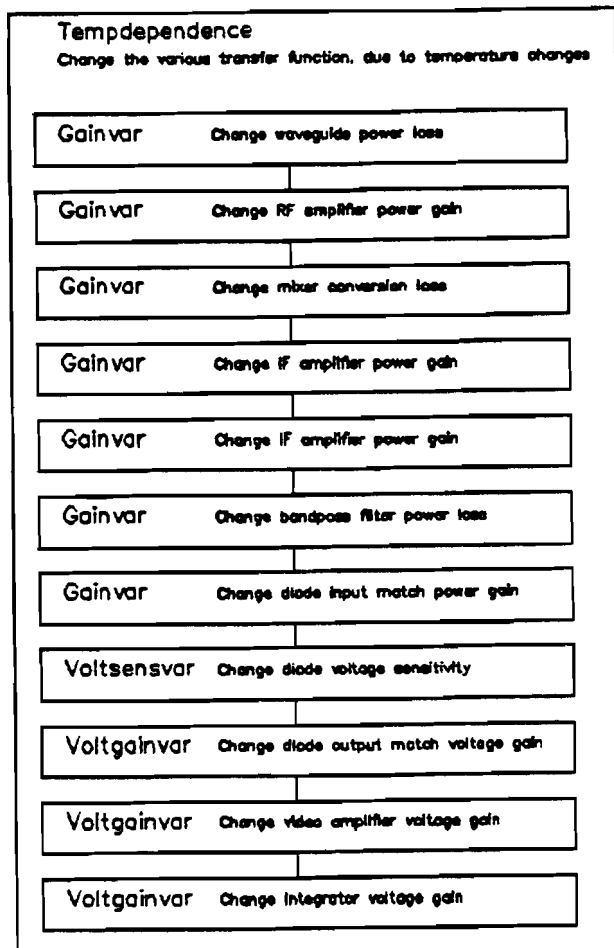 Tempdependence
Change the various transfer function, due to temperature changes
Gainvar Change waveguide power loss
Gainvar Change RF amplifier power gain
Gainvar Change mixer conversion loss
Gainvar Change IF amplifier power gain
Gainvar Change IF amplifier power gain
Gainvar Change bandpass filter power loss
Gainvar Change diode input match power gain
Voltsensvar Change diode voltage sensitivity
Voltgainvar Change diode output match voltage gain
Voltgainvar Change video amplifier voltage gain
Voltgainvar Change integrator voltage gain